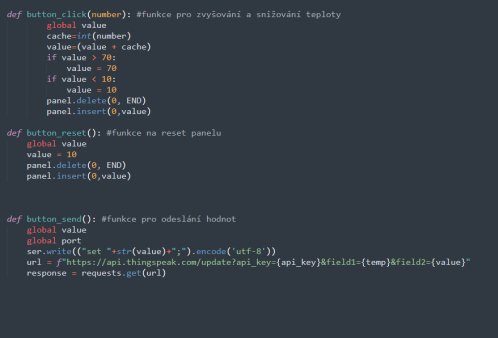 def button_click(number): #funkce pro zvyšování a snižování teploty
global value
cache=int(number)
value=(value + cache)
if value > 70:
value = 70
if value < 10:
value = 10
panel.delete(0, END)
panel.insert(0,value)
def button_reset(): #funkce na reset panelu
global value
value = 10
panel.delete(0, END)
panel.insert(0,value)
def button_send(): #funkce pro odeslání hodnot
global value
global port
ser.write(("set "+str(value)+";").encode('utf-8'))
url = f"https://api.thingspeak.com/update?api_key={api_key}&field1={temp}&field2={value}"
response = requests.get(url)